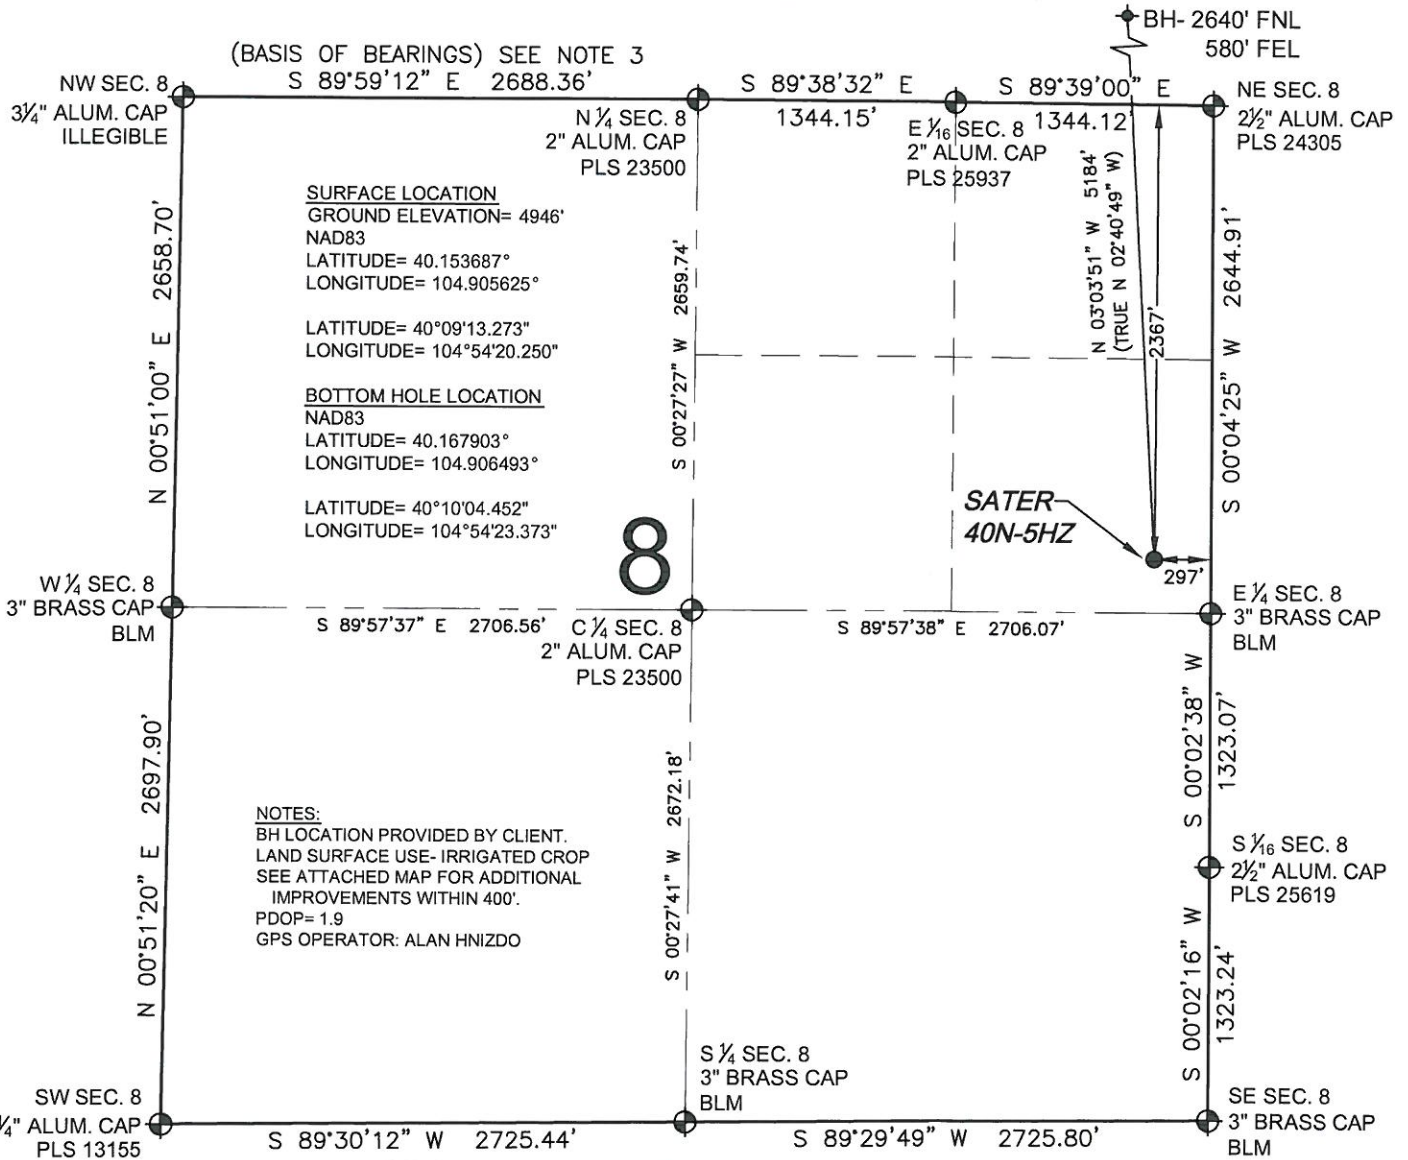 BH- 2640' FNL
580' FEL
(BASIS OF BEARINGS) SEE NOTE 3
S 89°59'12" E 2688.36'
S 89°38'32" E
1344.15'
S 89°39'00" E
1344.12'
NW SEC. 8
3¼" ALUM. CAP
ILLEGIBLE
N ¼ SEC. 8
2" ALUM. CAP
PLS 23500
E ⅟16 SEC. 8
2" ALUM. CAP
PLS 25937
NE SEC. 8
2½" ALUM. CAP
PLS 24305
SURFACE LOCATION
GROUND ELEVATION= 4946'
NAD83
LATITUDE= 40.153687°
LONGITUDE= 104.905625°
LATITUDE= 40°09'13.273"
LONGITUDE= 104°54'20.250"
BOTTOM HOLE LOCATION
NAD83
LATITUDE= 40.167903°
LONGITUDE= 104.906493°
LATITUDE= 40°10'04.452"
LONGITUDE= 104°54'23.373"
N 00°51'00" E 2658.70'
S 00°27'27" W 2659.74'
N 03°03'51" W 5184'
(TRUE N 02°40'49" W)
2367'
S 00°04'25" W 2644.91'
SATER
40N-5HZ
297'
8
W ¼ SEC. 8
3" BRASS CAP
BLM
S 89°57'37" E 2706.56'
C ¼ SEC. 8
2" ALUM. CAP
PLS 23500
S 89°57'38" E 2706.07'
E ¼ SEC. 8
3" BRASS CAP
BLM
N 00°51'20" E 2697.90'
NOTES:
BH LOCATION PROVIDED BY CLIENT.
LAND SURFACE USE- IRRIGATED CROP
SEE ATTACHED MAP FOR ADDITIONAL
IMPROVEMENTS WITHIN 400'.
PDOP= 1.9
GPS OPERATOR: ALAN HNIZDO
S 00°27'41" W 2672.18'
S 00°02'38" W
1323.07'
S ⅟16 SEC. 8
2½" ALUM. CAP
PLS 25619
S 00°02'16" W
1323.24'
SW SEC. 8
¼" ALUM. CAP
PLS 13155
S 89°30'12" W 2725.44'
S ¼ SEC. 8
3" BRASS CAP
BLM
S 89°29'49" W 2725.80'
SE SEC. 8
3" BRASS CAP
BLM